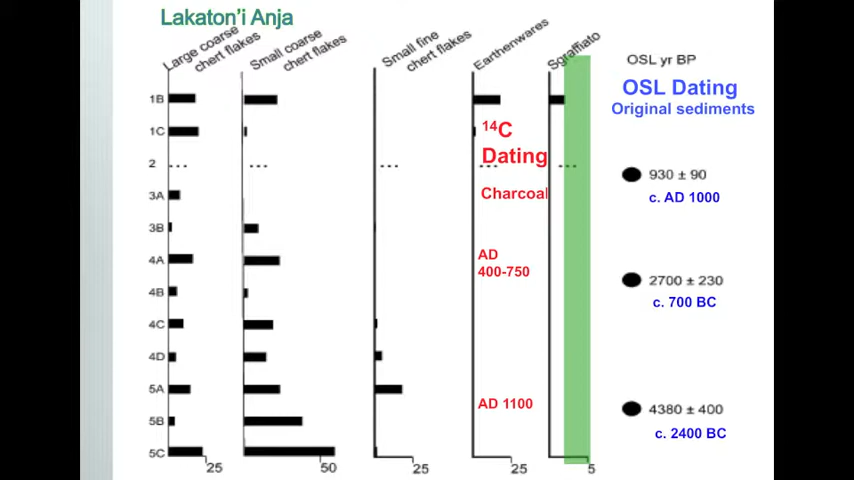 Lakaton'i Anja
Large coarse
chert flakes
Small coarse
chert flakes
Small fine
chert flakes
Earthenwares
Sgraffiato
OSL yr BP
OSL Dating
Original sediments
1B
1C
14C
Dating
2
930 ± 90
3A
Charcoal
c. AD 1000
3B
4A
AD
400-750
2700 ± 230
4B
c. 700 BC
4C
4D
5A
AD 1100
4380 ± 400
5B
c. 2400 BC
5C
25
50
25
25
5